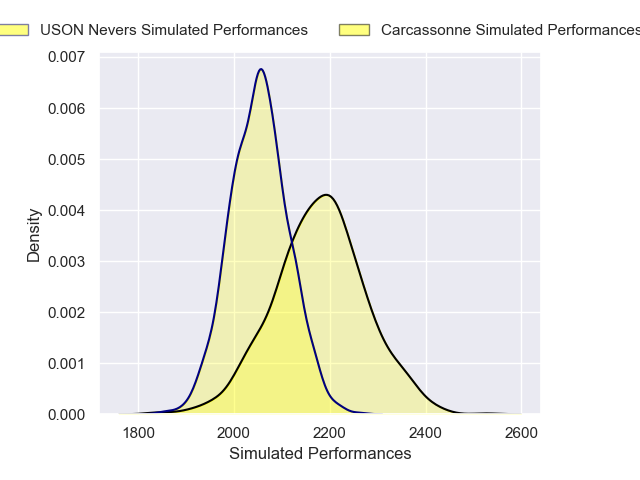 USON Nevers Simulated Performances Carcassonne Simulated Performances
0.007
0.006
0.005
0.004
0.003
0.002
0.001
0.000
Density
1800 2000 2200 2400 2600
Simulated Performances